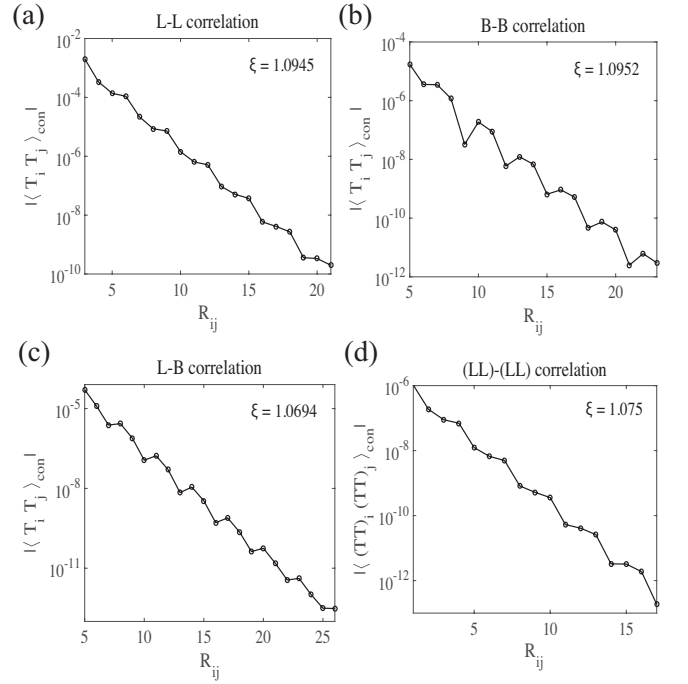 (a)
L-L correlation
ξ = 1.0945
|⟨ T_i T_j ⟩_con|
10^-2
10^-4
10^-6
10^-8
10^-10
5 10 15 20
R_ij
(b)
B-B correlation
ξ = 1.0952
|⟨ T_i T_j ⟩_con|
10^-4
10^-6
10^-8
10^-10
10^-12
5 10 15 20
R_ij
(c)
L-B correlation
ξ = 1.0694
|⟨ T_i T_j ⟩_con|
10^-5
10^-8
10^-11
5 10 15 20 25
R_ij
(d)
(LL)-(LL) correlation
ξ = 1.075
|⟨ (TT)_i (TT)_j ⟩_con|
10^-6
10^-8
10^-10
10^-12
5 10 15
R_ij